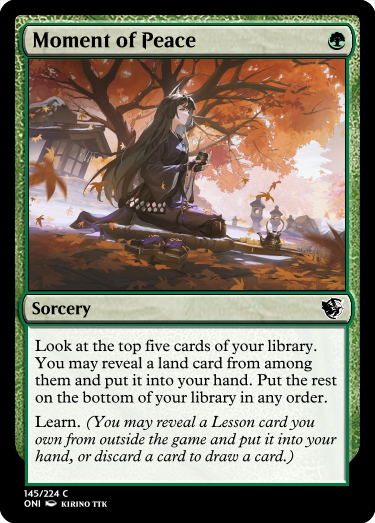 Moment of Peace
Sorcery
Look at the top five cards of your library.
You may reveal a land card from among
them and put it into your hand. Put the rest
on the bottom of your library in any order.
Learn. (You may reveal a Lesson card you
own from outside the game and put it into your
hand, or discard a card to draw a card.)
145/224 C
ONI KIRINO TTK